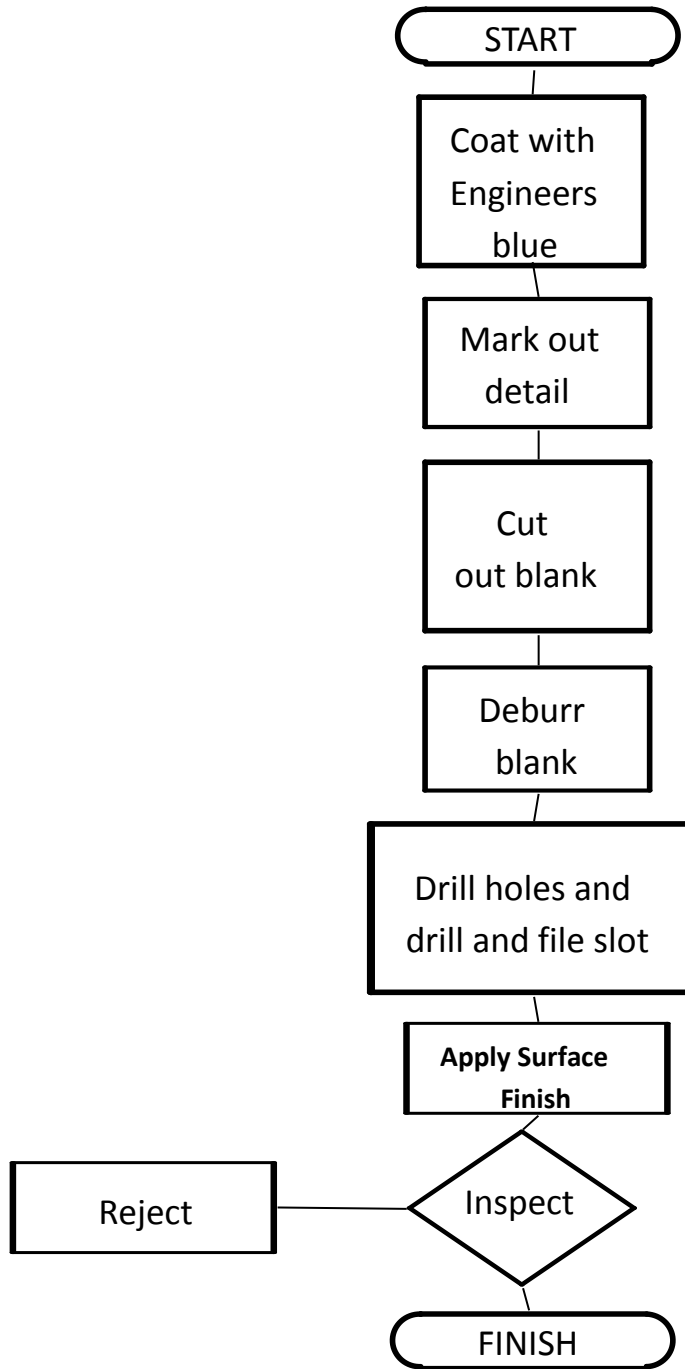 START
Coat with
Engineers
blue
Mark out
detail
Cut
out blank
Deburr
blank
Drill holes and
drill and file slot
Apply Surface
Finish
Reject
Inspect
FINISH